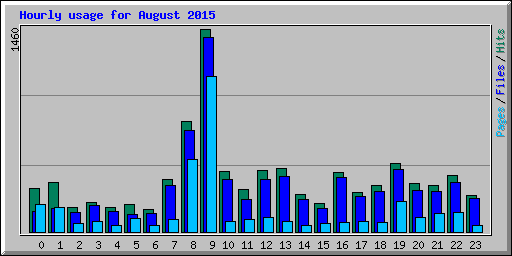 Hourly usage for August 2015
1460
Pages / Files / Hits
0 1 2 3 4 5 6 7 8 9 10 11 12 13 14 15 16 17 18 19 20 21 22 23